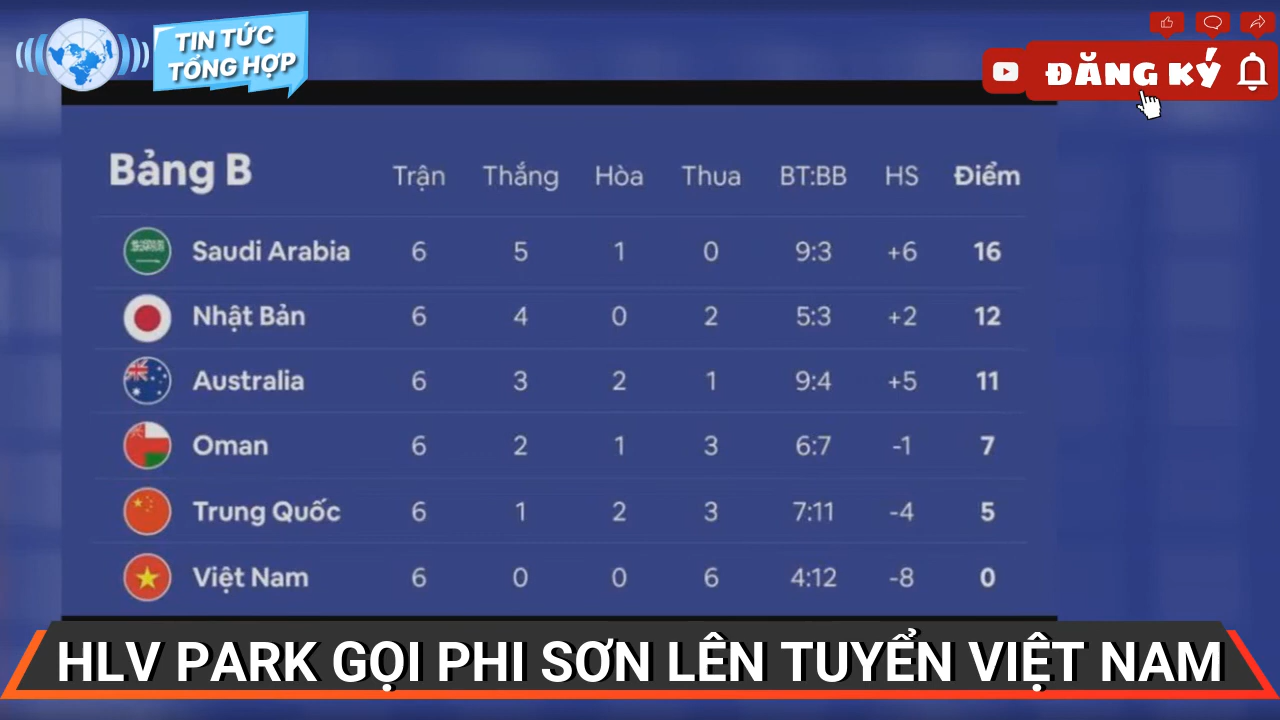 TIN TỨC
TỔNG HỢP
ĐĂNG KÝ
Bảng B Trận Thắng Hòa Thua BT:BB HS Điểm
Saudi Arabia 6 5 1 0 9:3 +6 16
Nhật Bản 6 4 0 2 5:3 +2 12
Australia 6 3 2 1 9:4 +5 11
Oman 6 2 1 3 6:7 -1 7
Trung Quốc 6 1 2 3 7:11 -4 5
Việt Nam 6 0 0 6 4:12 -8 0
HLV PARK GỌI PHI SƠN LÊN TUYỂN VIỆT NAM